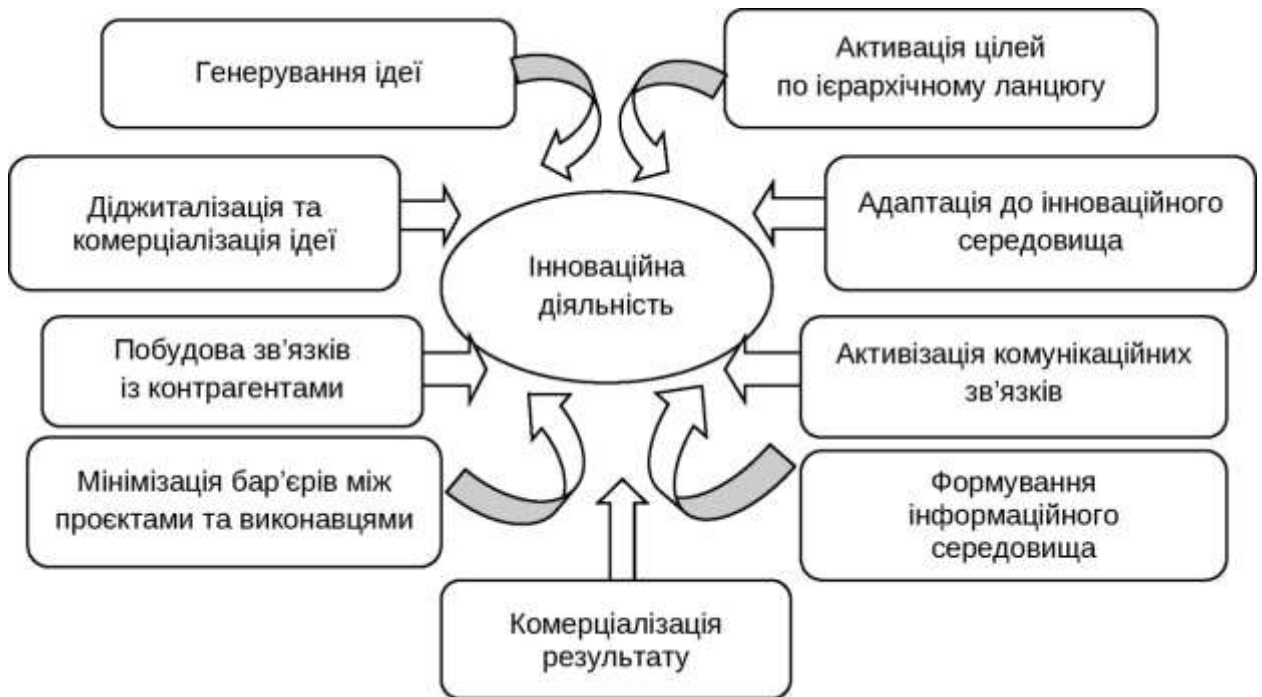 Генерування ідеї
Активація цілей
по ієрархічному ланцюгу
Діджиталізація та
комерціалізація ідеї
Адаптація до інноваційного
середовища
Інноваційна
діяльність
Побудова зв’язків
із контрагентами
Активізація комунікаційних
зв’язків
Мінімізація бар’єрів між
проєктами та виконавцями
Формування
інформаційного
середовища
Комерціалізація
результату